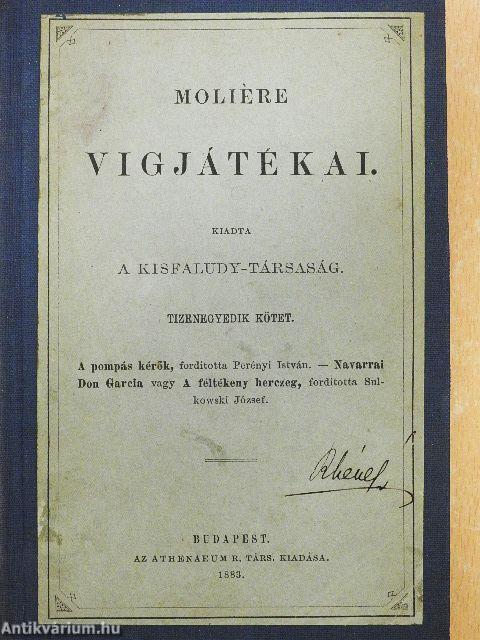 MOLIÈRE
VIGJÁTÉKAI.
KIADTA
A KISFALUDY-TÁRSASÁG.
TIZENEGYEDIK KÖTET.
A pompás kérők, forditotta Perényi István. — Navarrai
Don Garcia vagy A féltékeny herczeg, forditotta Sul-
kowski József.
BUDAPEST.
AZ ATHENAEUM R. TÁRS. KIADÁSA.
1883.
Antikvárium.hu